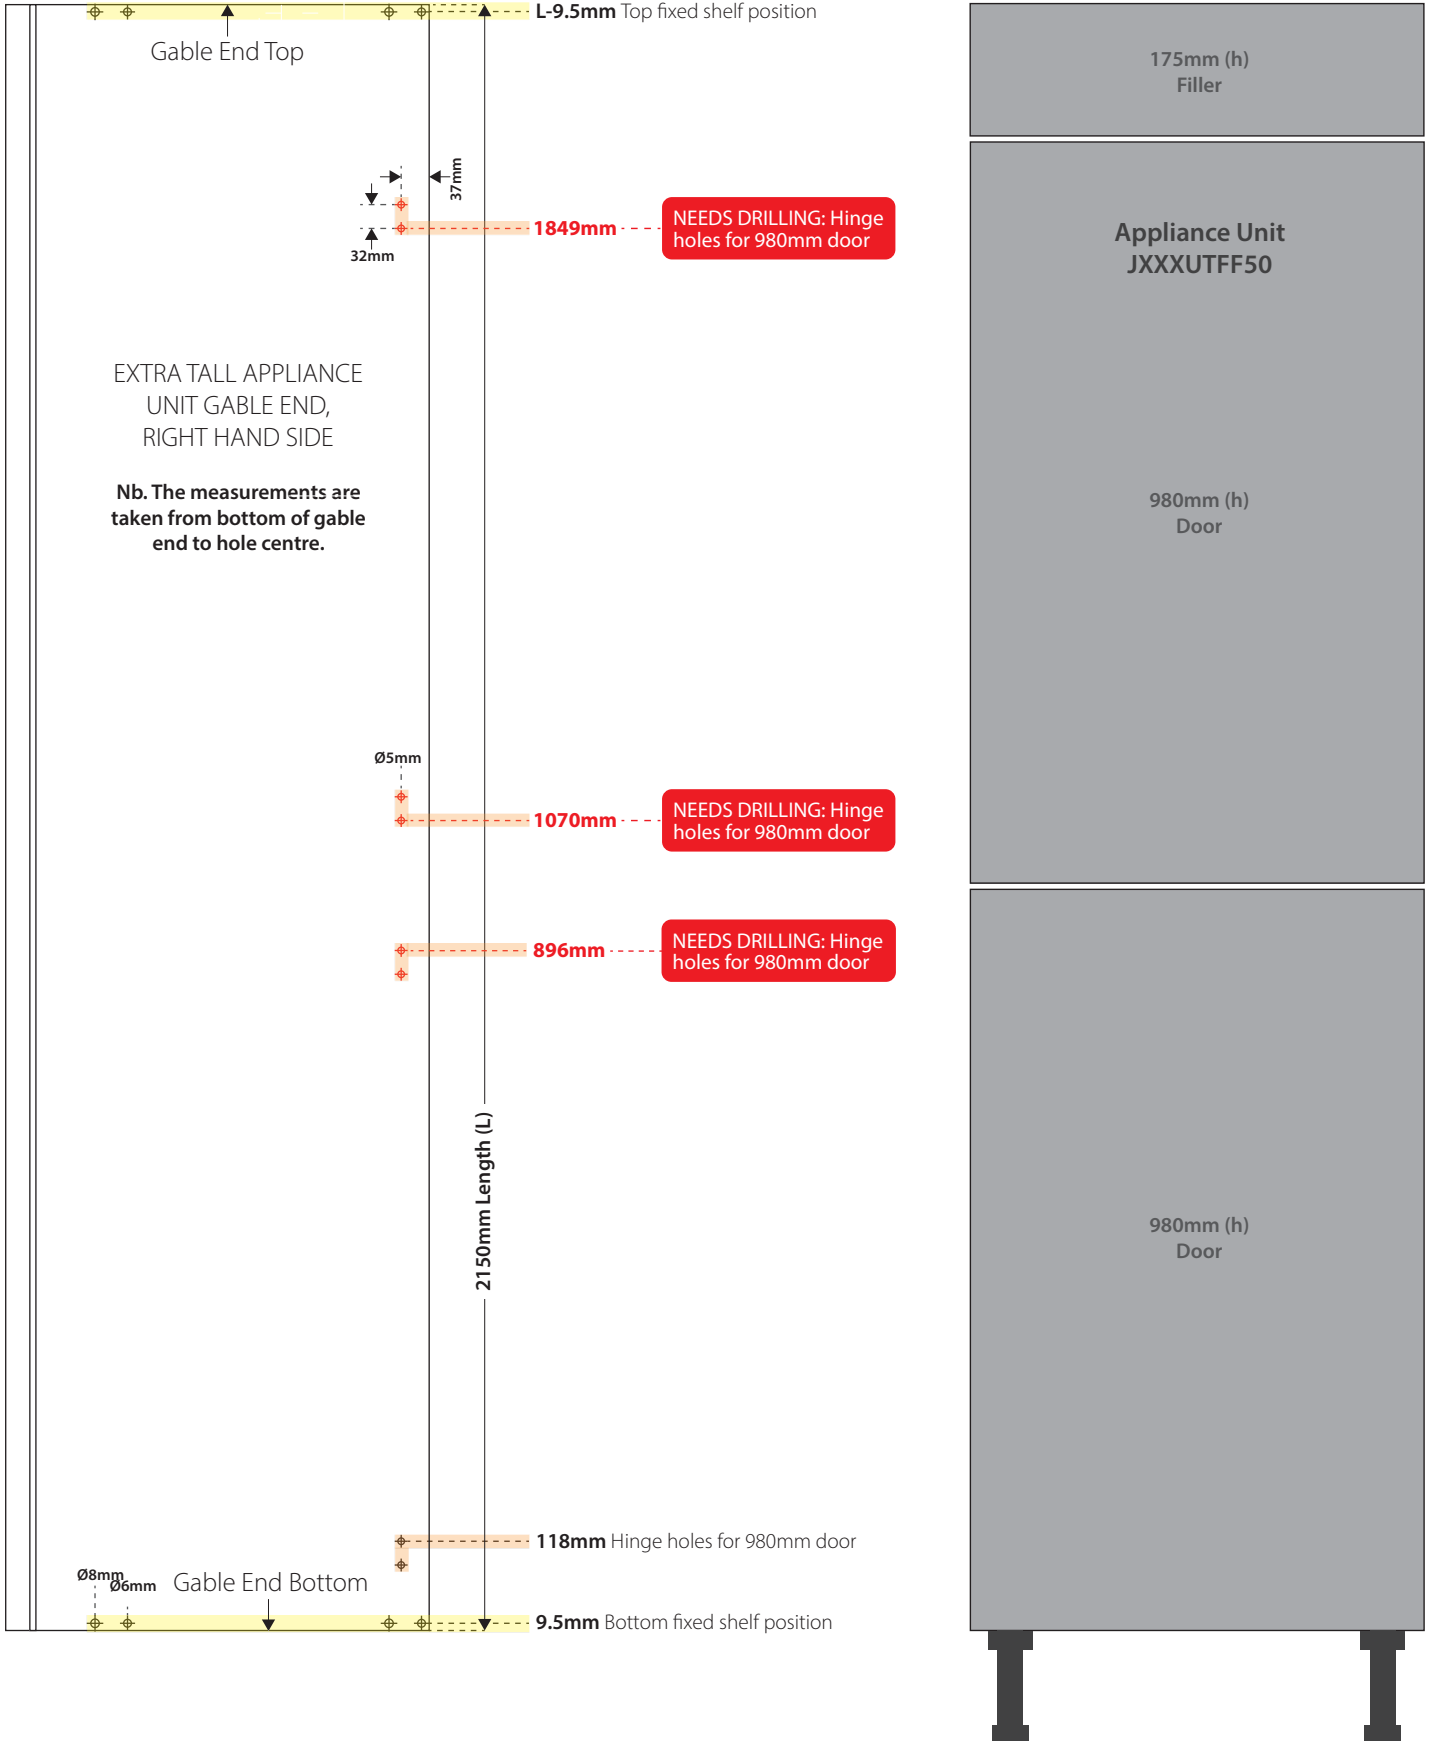 L-9.5mm Top fixed shelf position
Gable End Top
175mm (h)
Filler
37mm
32mm
1849mm
NEEDS DRILLING: Hinge
holes for 980mm door
Appliance Unit
JXXXUTFF50
EXTRA TALL APPLIANCE
UNIT GABLE END,
RIGHT HAND SIDE
Nb. The measurements are
taken from bottom of gable
end to hole centre.
980mm (h)
Door
Ø5mm
1070mm
NEEDS DRILLING: Hinge
holes for 980mm door
896mm
NEEDS DRILLING: Hinge
holes for 980mm door
2150mm Length (L)
980mm (h)
Door
118mm Hinge holes for 980mm door
Ø8mm
Ø6mm
Gable End Bottom
9.5mm Bottom fixed shelf position